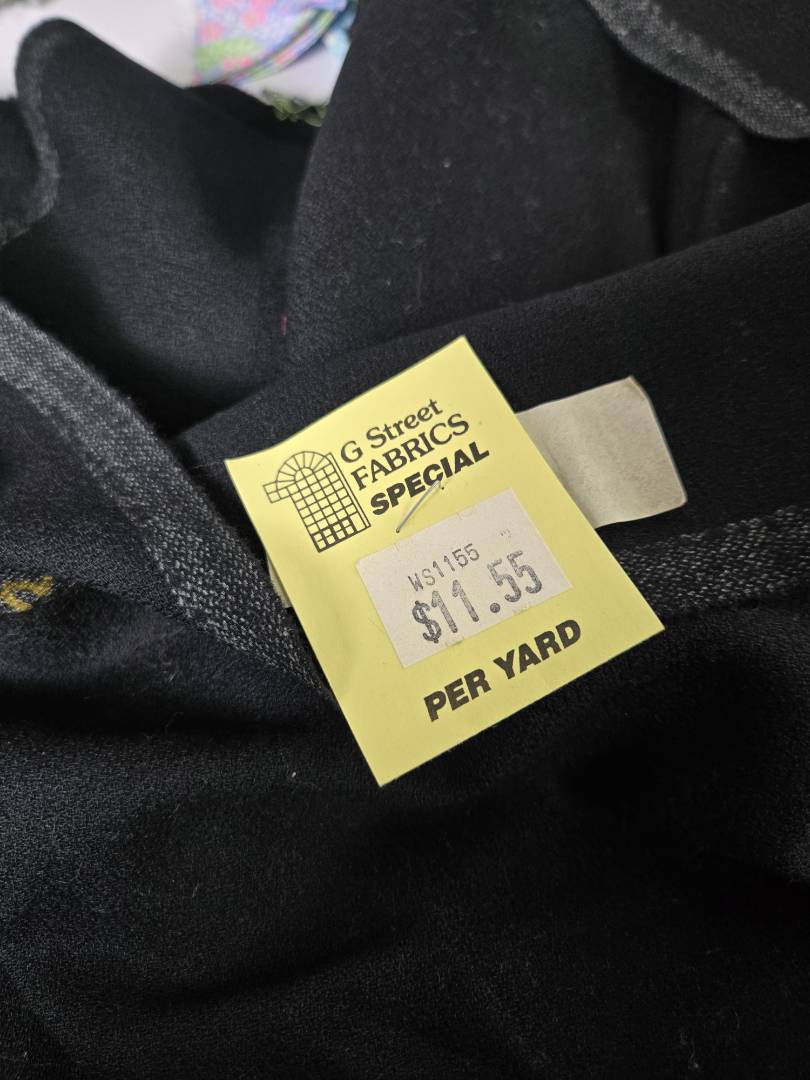 G Street
FABRICS
SPECIAL
WS1155
$11.55
PER YARD